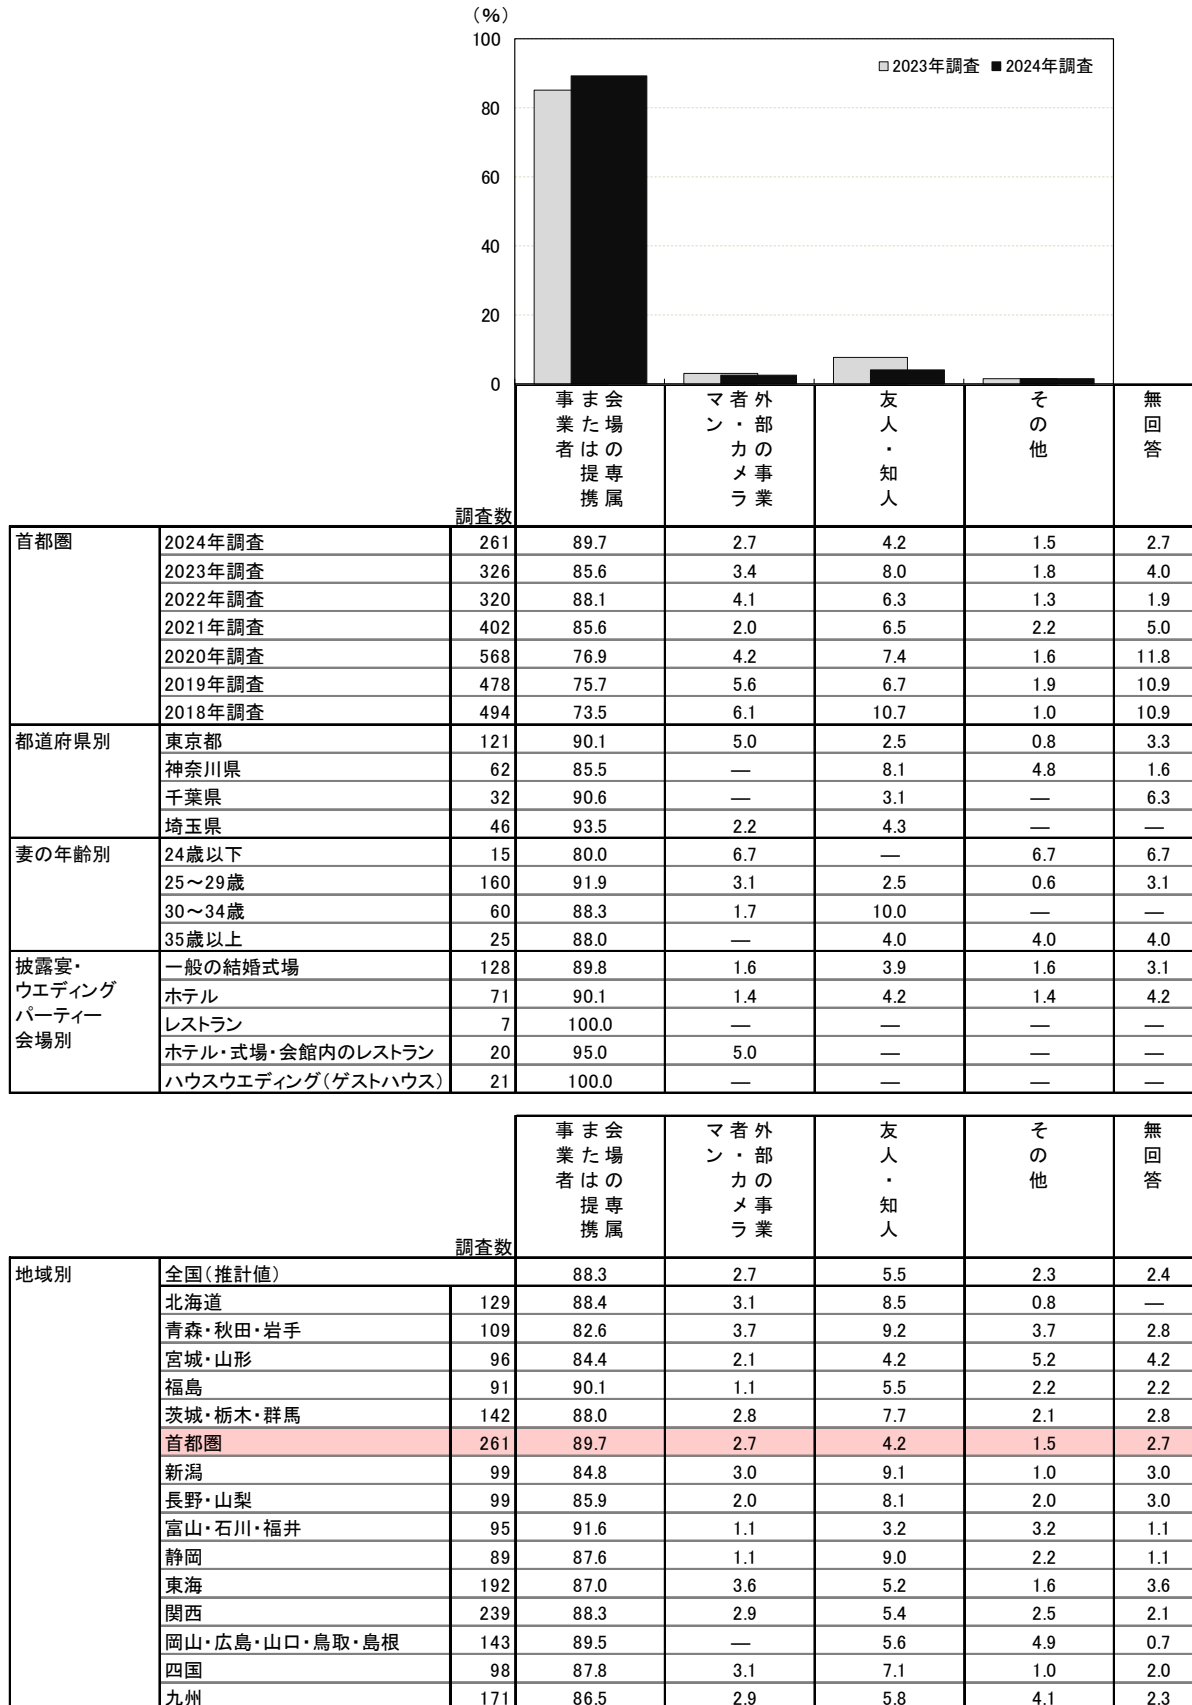 (%)
100
80
60
40
20
0
2023年調査 2024年調査
調査数 会場の専属または提携事業者 外部の事業者・カメラマン 友人・知人 その他 無回答
首都圏 2024年調査 261 89.7 2.7 4.2 1.5 2.7
2023年調査 326 85.6 3.4 8.0 1.8 4.0
2022年調査 320 88.1 4.1 6.3 1.3 1.9
2021年調査 402 85.6 2.0 6.5 2.2 5.0
2020年調査 568 76.9 4.2 7.4 1.6 11.8
2019年調査 478 75.7 5.6 6.7 1.9 10.9
2018年調査 494 73.5 6.1 10.7 1.0 10.9
都道府県別 東京都 121 90.1 5.0 2.5 0.8 3.3
神奈川県 62 85.5 — 8.1 4.8 1.6
千葉県 32 90.6 — 3.1 — 6.3
埼玉県 46 93.5 2.2 4.3 — —
妻の年齢別 24歳以下 15 80.0 6.7 — 6.7 6.7
25～29歳 160 91.9 3.1 2.5 0.6 3.1
30～34歳 60 88.3 1.7 10.0 — —
35歳以上 25 88.0 — 4.0 4.0 4.0
披露宴・ウエディングパーティー会場別 一般の結婚式場 128 89.8 1.6 3.9 1.6 3.1
ホテル 71 90.1 1.4 4.2 1.4 4.2
レストラン 7 100.0 — — — —
ホテル・式場・会館内のレストラン 20 95.0 5.0 — — —
ハウスウエディング(ゲストハウス) 21 100.0 — — — —
調査数 会場の専属または提携事業者 外部の事業者・カメラマン 友人・知人 その他 無回答
地域別 全国(推計値) 88.3 2.7 5.5 2.3 2.4
北海道 129 88.4 3.1 8.5 0.8 —
青森・秋田・岩手 109 82.6 3.7 9.2 3.7 2.8
宮城・山形 96 84.4 2.1 4.2 5.2 4.2
福島 91 90.1 1.1 5.5 2.2 2.2
茨城・栃木・群馬 142 88.0 2.8 7.7 2.1 2.8
首都圏 261 89.7 2.7 4.2 1.5 2.7
新潟 99 84.8 3.0 9.1 1.0 3.0
長野・山梨 99 85.9 2.0 8.1 2.0 3.0
富山・石川・福井 95 91.6 1.1 3.2 3.2 1.1
静岡 89 87.6 1.1 9.0 2.2 1.1
東海 192 87.0 3.6 5.2 1.6 3.6
関西 239 88.3 2.9 5.4 2.5 2.1
岡山・広島・山口・鳥取・島根 143 89.5 — 5.6 4.9 0.7
四国 98 87.8 3.1 7.1 1.0 2.0
九州 171 86.5 2.9 5.8 4.1 2.3